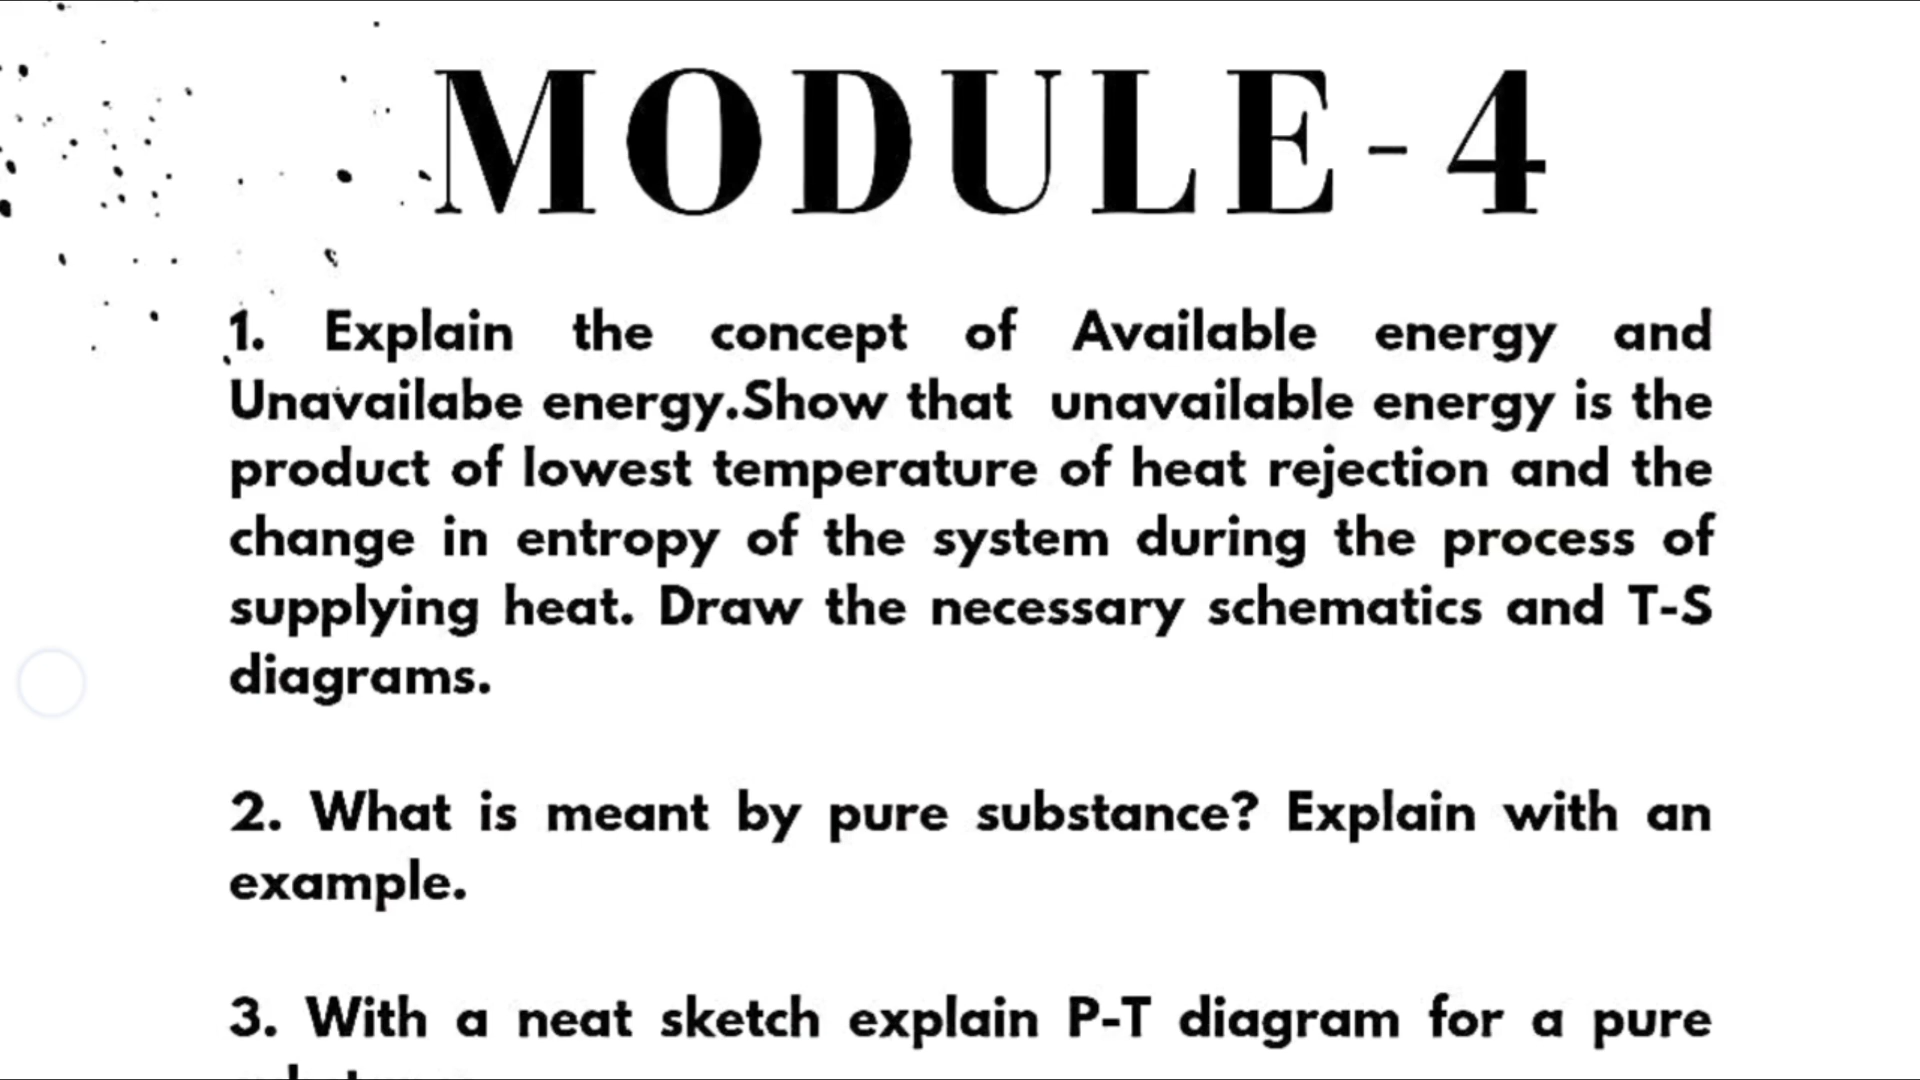 MODULE-4
1. Explain the concept of Available energy and
Unavailabe energy.Show that unavailable energy is the
product of lowest temperature of heat rejection and the
change in entropy of the system during the process of
supplying heat. Draw the necessary schematics and T-S
diagrams.
2. What is meant by pure substance? Explain with an
example.
3. With a neat sketch explain P-T diagram for a pure